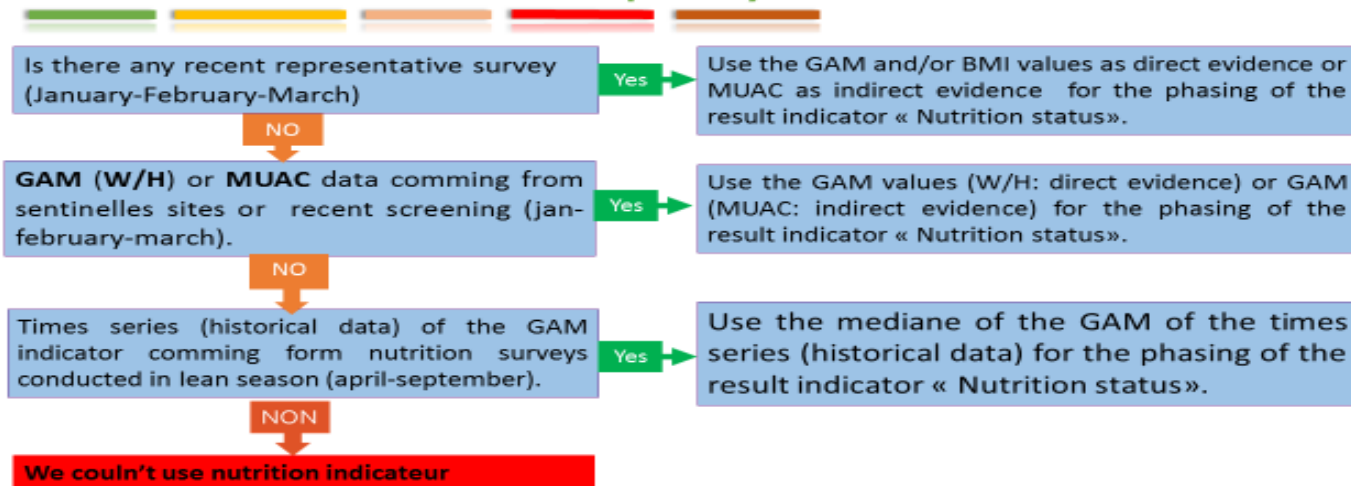 Is there any recent representative survey
(January-February-March)
Yes
Use the GAM and/or BMI values as direct evidence or
MUAC as indirect evidence for the phasing of the
result indicator « Nutrition status».
NO
GAM (W/H) or MUAC data comming from
sentinelles sites or recent screening (jan-
february-march).
Yes
Use the GAM values (W/H: direct evidence) or GAM
(MUAC: indirect evidence) for the phasing of the
result indicator « Nutrition status».
NO
Times series (historical data) of the GAM
indicator comming form nutrition surveys
conducted in lean season (april-september).
Yes
Use the mediane of the GAM of the times
series (historical data) for the phasing of the
result indicator « Nutrition status».
NON
We couln't use nutrition indicateur